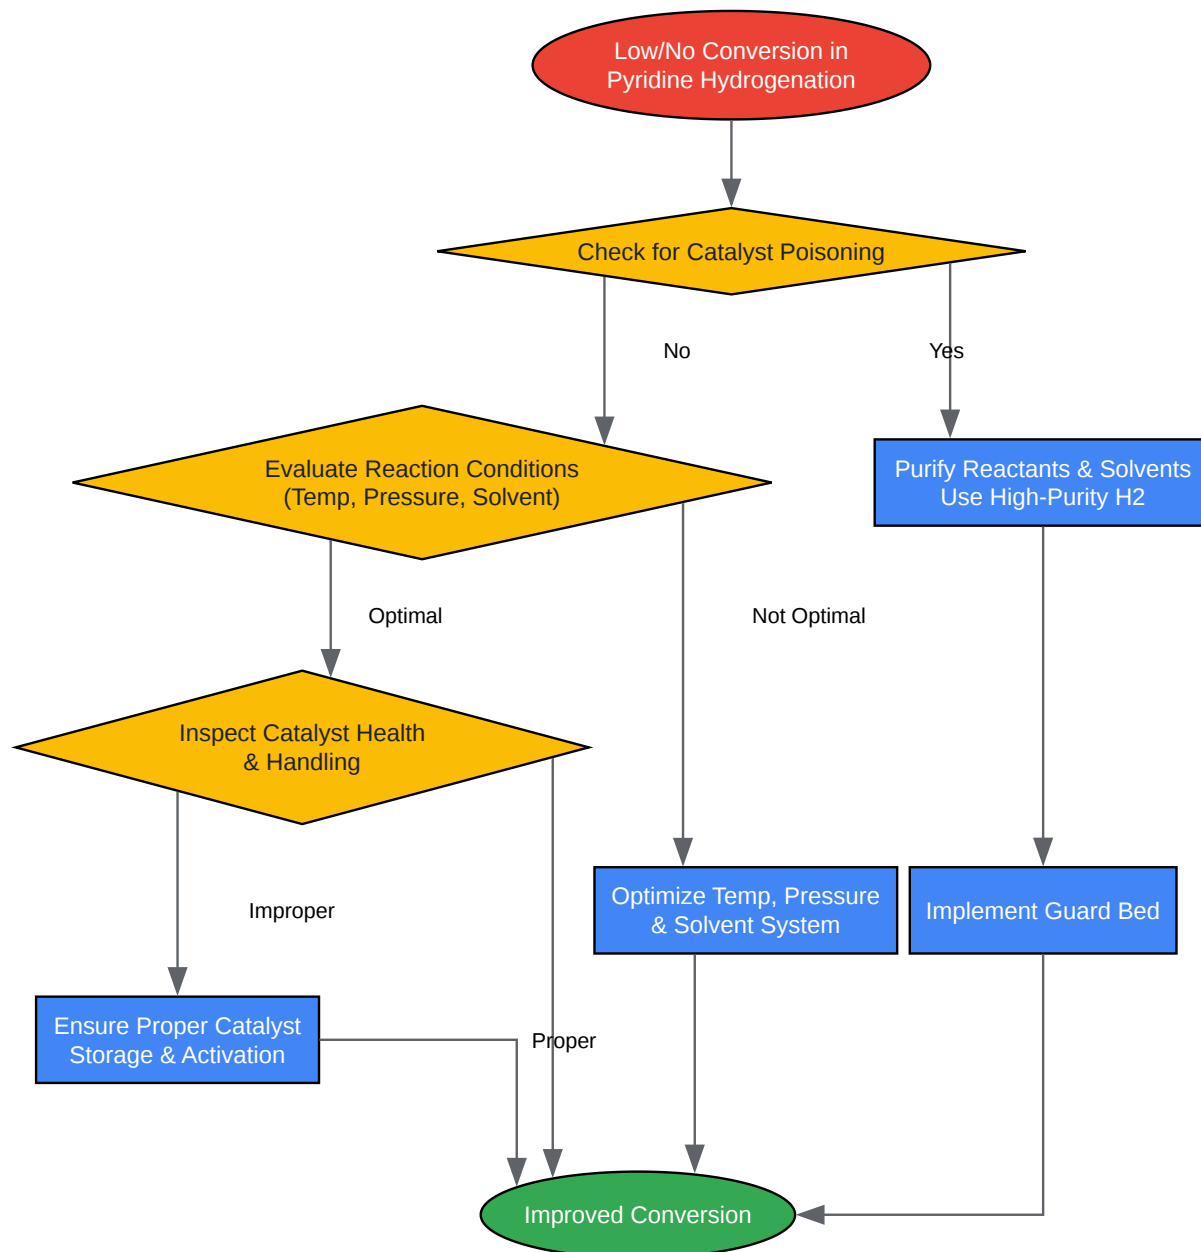 Low/No Conversion in
Pyridine Hydrogenation
Check for Catalyst Poisoning
No
Yes
Evaluate Reaction Conditions
(Temp, Pressure, Solvent)
Purify Reactants & Solvents
Use High-Purity H2
Optimal
Not Optimal
Inspect Catalyst Health
& Handling
Improper
Optimize Temp, Pressure
& Solvent System
Implement Guard Bed
Ensure Proper Catalyst
Storage & Activation
Proper
Improved Conversion